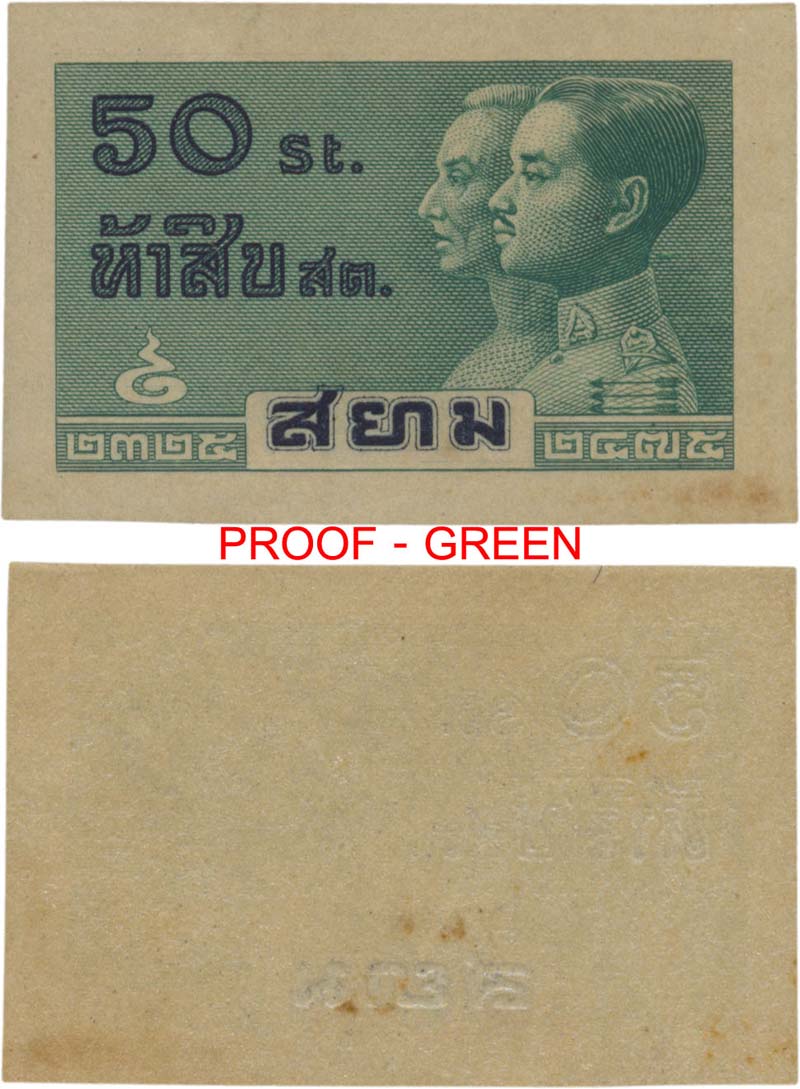 50 St.
ห้าสิบ สต.
สยาม
๒๓๒๕ ๒๔๗๕
PROOF - GREEN